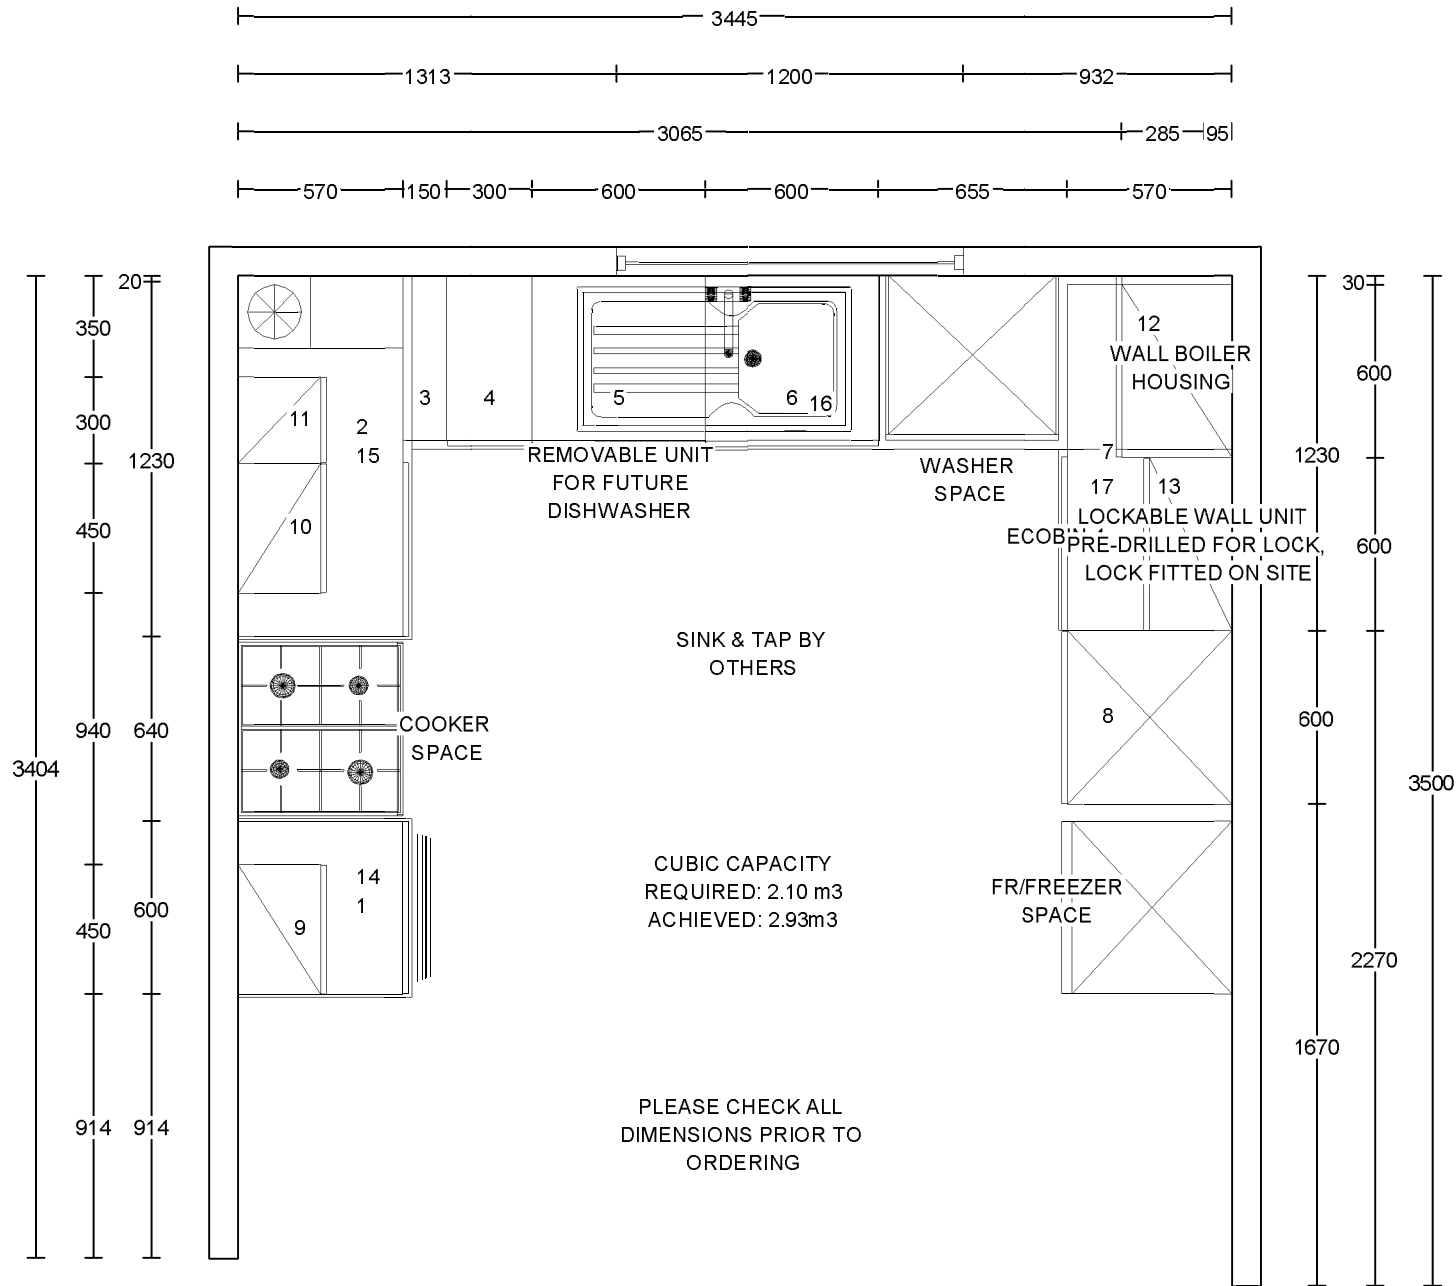 3445
1313 1200 932
3065 285 95
570 150 300 600 600 655 570
20
350
300
1230
450
940 640
3404
600
450
914 914
30
600
1230
600
600
3500
2270
1670
12
WALL BOILER
HOUSING
11
2
15
3
4
5
6
16
10
REMOVABLE UNIT
FOR FUTURE
DISHWASHER
WASHER
SPACE
7
17
13
LOCKABLE WALL UNIT
PRE-DRILLED FOR LOCK,
LOCK FITTED ON SITE
SINK & TAP BY
OTHERS
COOKER
SPACE
8
14
1
9
CUBIC CAPACITY
REQUIRED: 2.10 m3
ACHIEVED: 2.93m3
FR/FREEZER
SPACE
PLEASE CHECK ALL
DIMENSIONS PRIOR TO
ORDERING